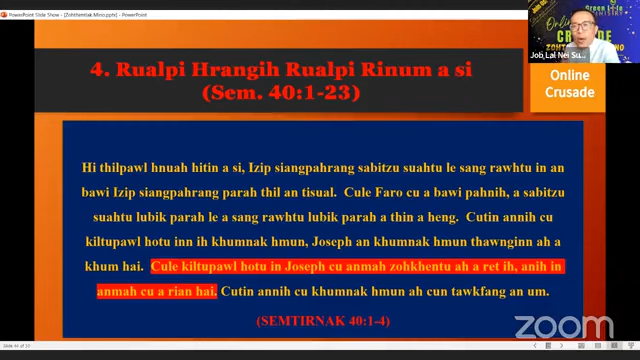 PowerPoint Slide Show - [Zohthimlak.Mino.pptx] - PowerPoint
4. Rualpi Hrangih Rualpi Rinum a si
(Sem. 40:1-23)
Job Lal Nei Su...
Online
Crusade
Hi thilpawl hnuah hitin a si, Izip siangpahrang sabitzu suahtu le sang rawhtu in an
bawi Izip siangpahrang parah thil an tisual. Cule Faro cu a bawi pahnih, a sabitzu
suahtu lubik parah le a sang rawhtu lubik parah a thin a heng. Cutin annih cu
kiltupawl hotu inn ih khumnak hmun, Joseph an khumnak hmun thawnginn ah a
khum hai. Cule kiltupawl hotu in Joseph cu anmah zohkhentu ah a ret ih, anih in
anmah cu a rian hai. Cutin annih cu khumnak hmun ah cun tawkfang an um.
(SEMTIRNAK 40:1-4)
zoom